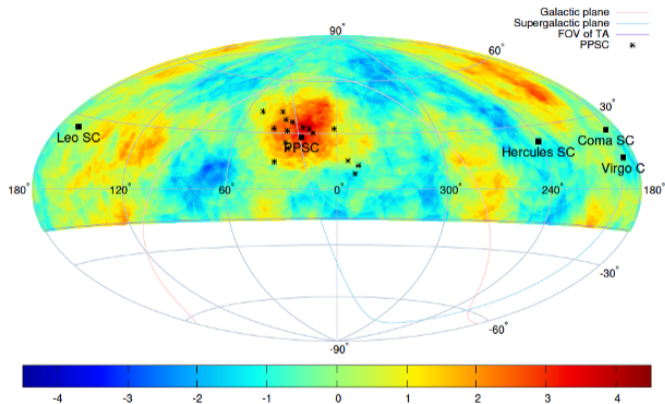 Galactic plane
Supergalactic plane
FOV of TA
PPSC
90°
60°
30°
Leo SC
PPSC
Coma SC
Hercules SC
Virgo C
180° 120° 60° 0° 300° 240° 180°
-30°
-60°
-90°
-4 -3 -2 -1 0 1 2 3 4